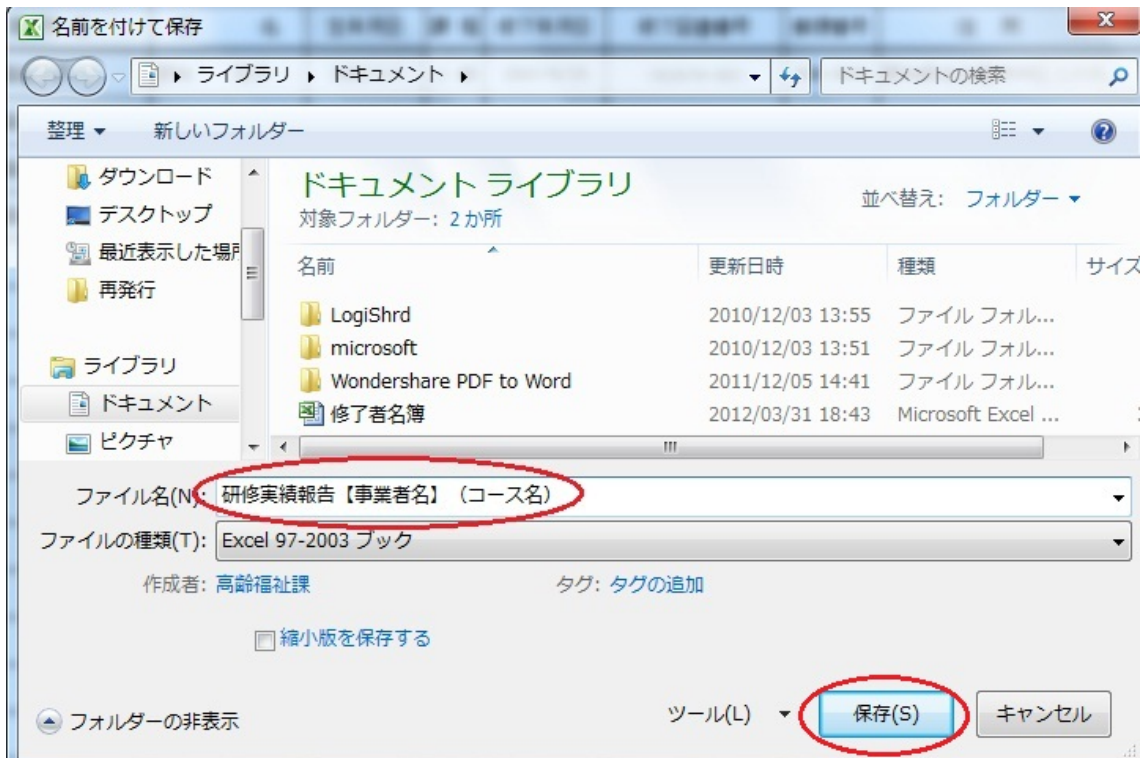 名前を付けて保存
ライブラリ ドキュメント ドキュメントの検索
整理 新しいフォルダー
ダウンロード
デスクトップ
最近表示した場所
再発行
ライブラリ
ドキュメント
ピクチャ
ドキュメント ライブラリ
対象フォルダー: 2 か所
並べ替え: フォルダー
名前 更新日時 種類 サイズ
LogiShrd 2010/12/03 13:55 ファイル フォル...
microsoft 2010/12/03 13:51 ファイル フォル...
Wondershare PDF to Word 2011/12/05 14:41 ファイル フォル...
修了者名簿 2012/03/31 18:43 Microsoft Excel ...
ファイル名(N): 研修実績報告【事業者名】（コース名）
ファイルの種類(T): Excel 97-2003 ブック
作成者: 高齢福祉課 タグ: タグの追加
縮小版を保存する
フォルダーの非表示 ツール(L) 保存(S) キャンセル